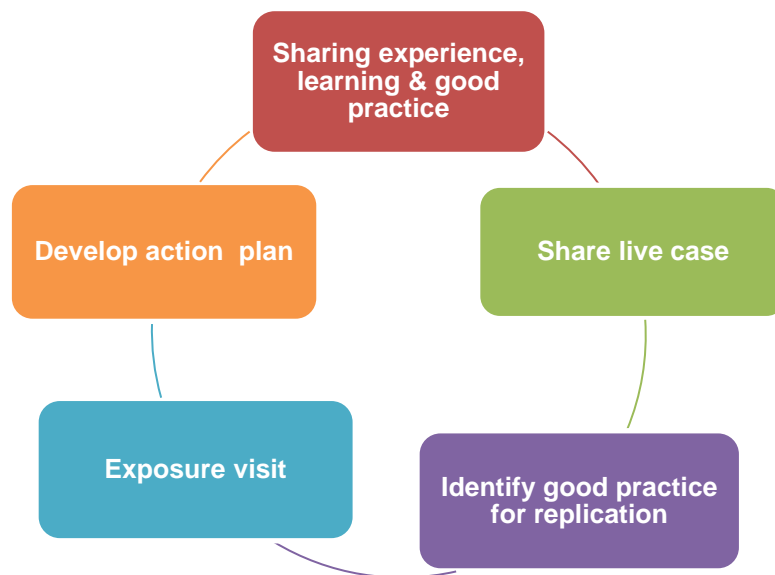 Sharing experience,
learning & good
practice
Share live case
Identify good practice
for replication
Exposure visit
Develop action  plan